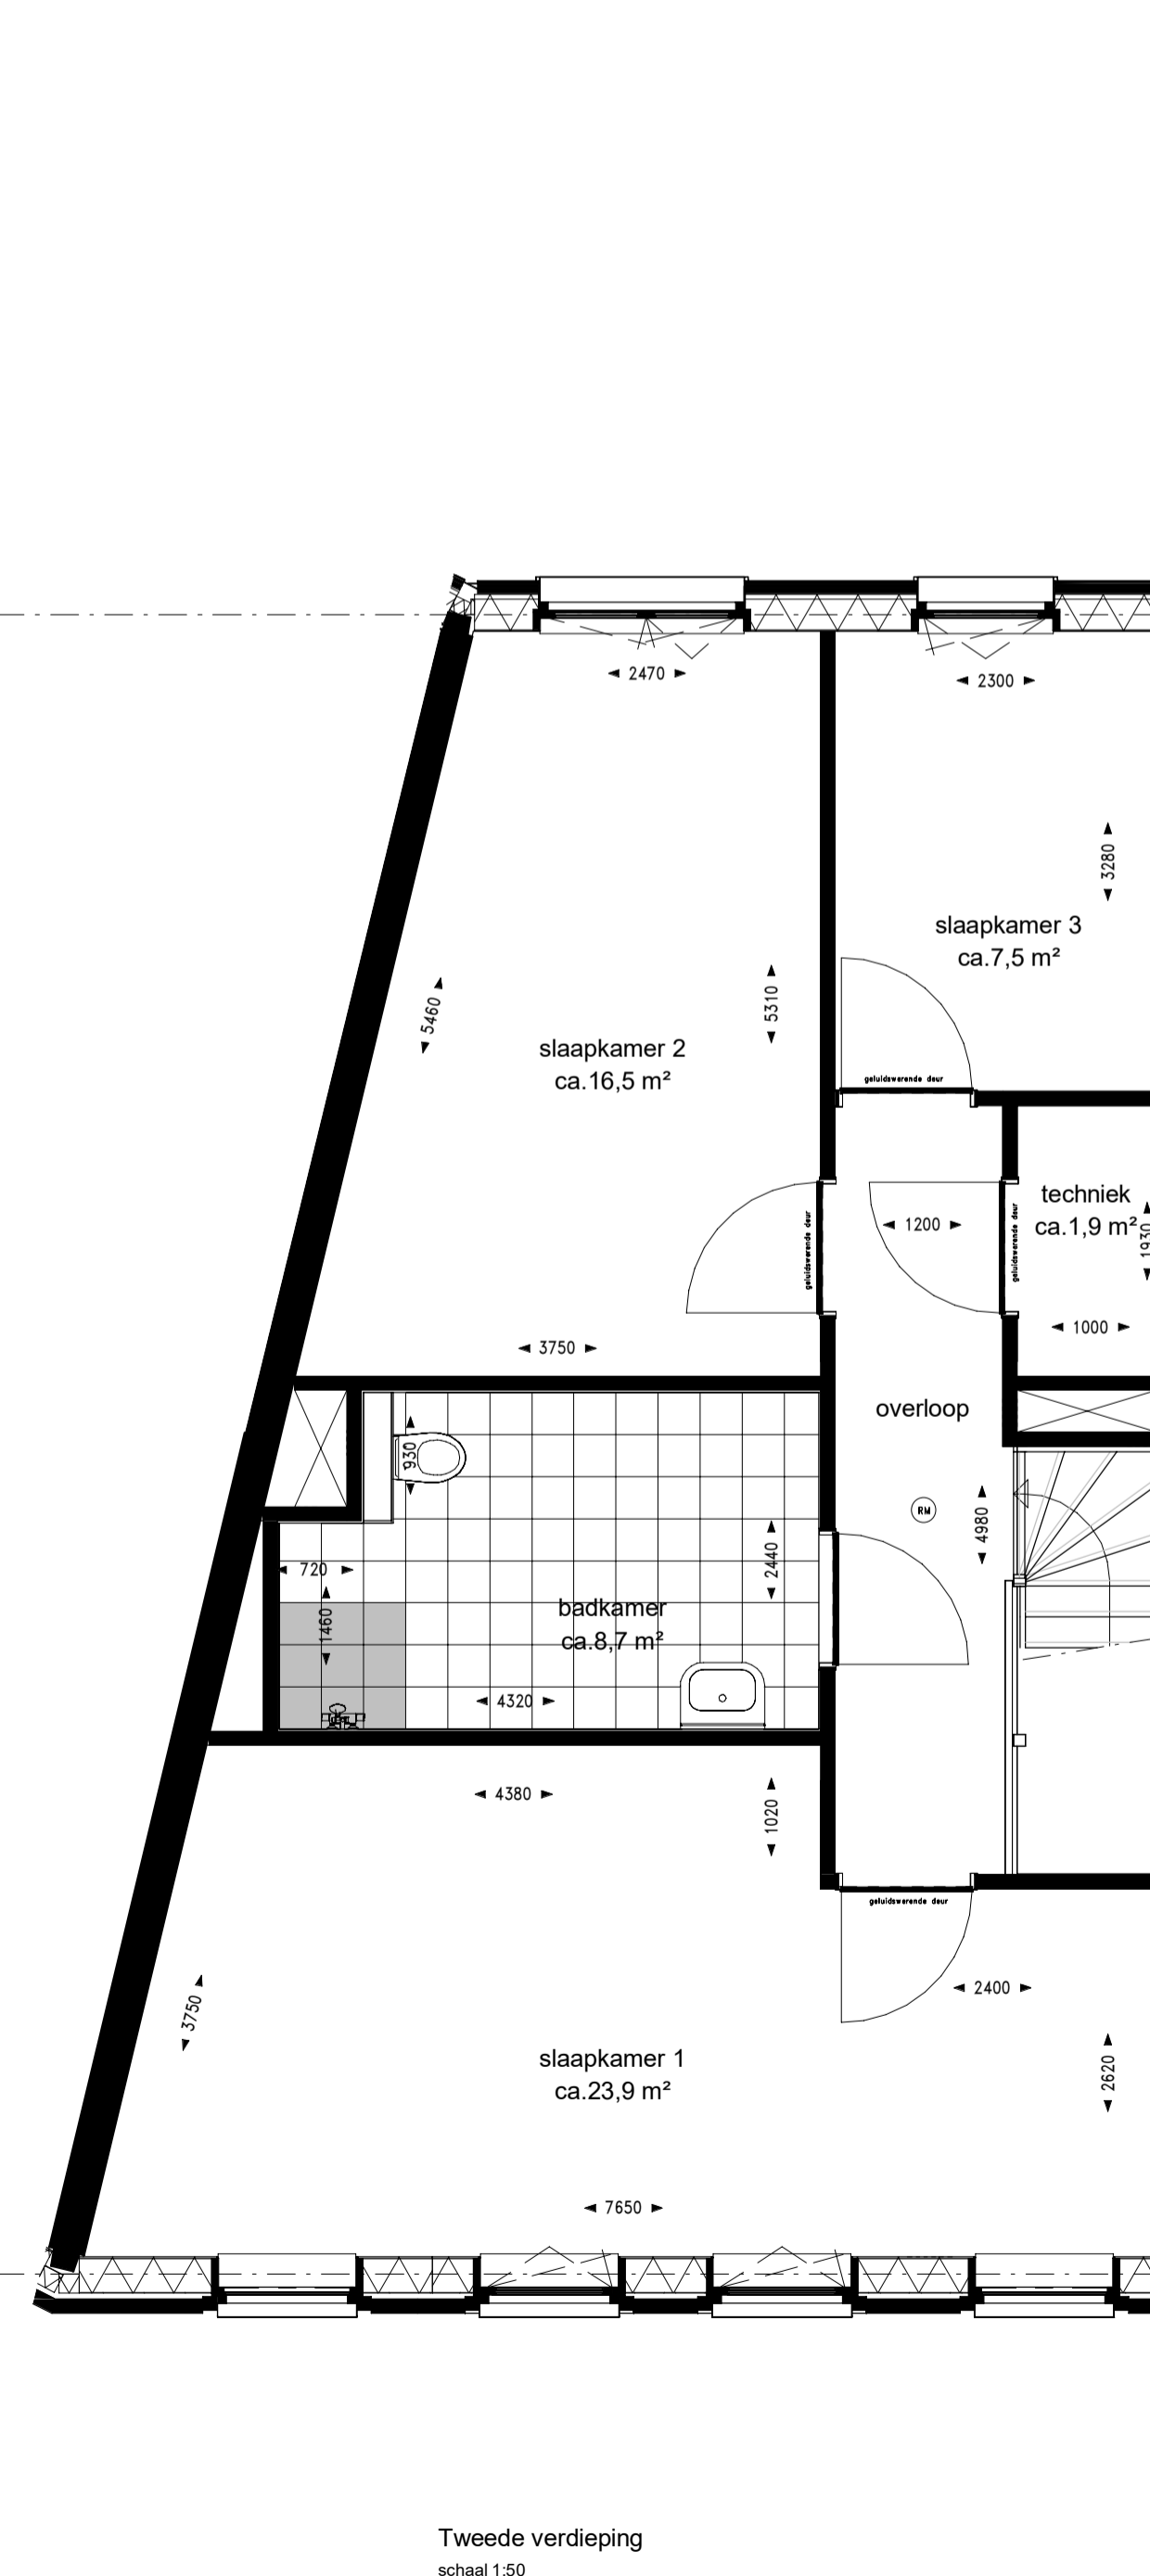 2470
2300
3280
slaapkamer 3
ca.7,5 m²
5460
5310
slaapkamer 2
ca.16,5 m²
geluidswerende deur
techniek
ca.1,9 m²
1930
1200
geluidswerende deur
geluidswerende deur
1000
3750
overloop
930
RM
4980
720
2440
1460
badkamer
ca.8,7 m²
4320
4380
1020
geluidswerende deur
3750
2400
slaapkamer 1
ca.23,9 m²
2620
7650
Tweede verdieping
schaal 1:50